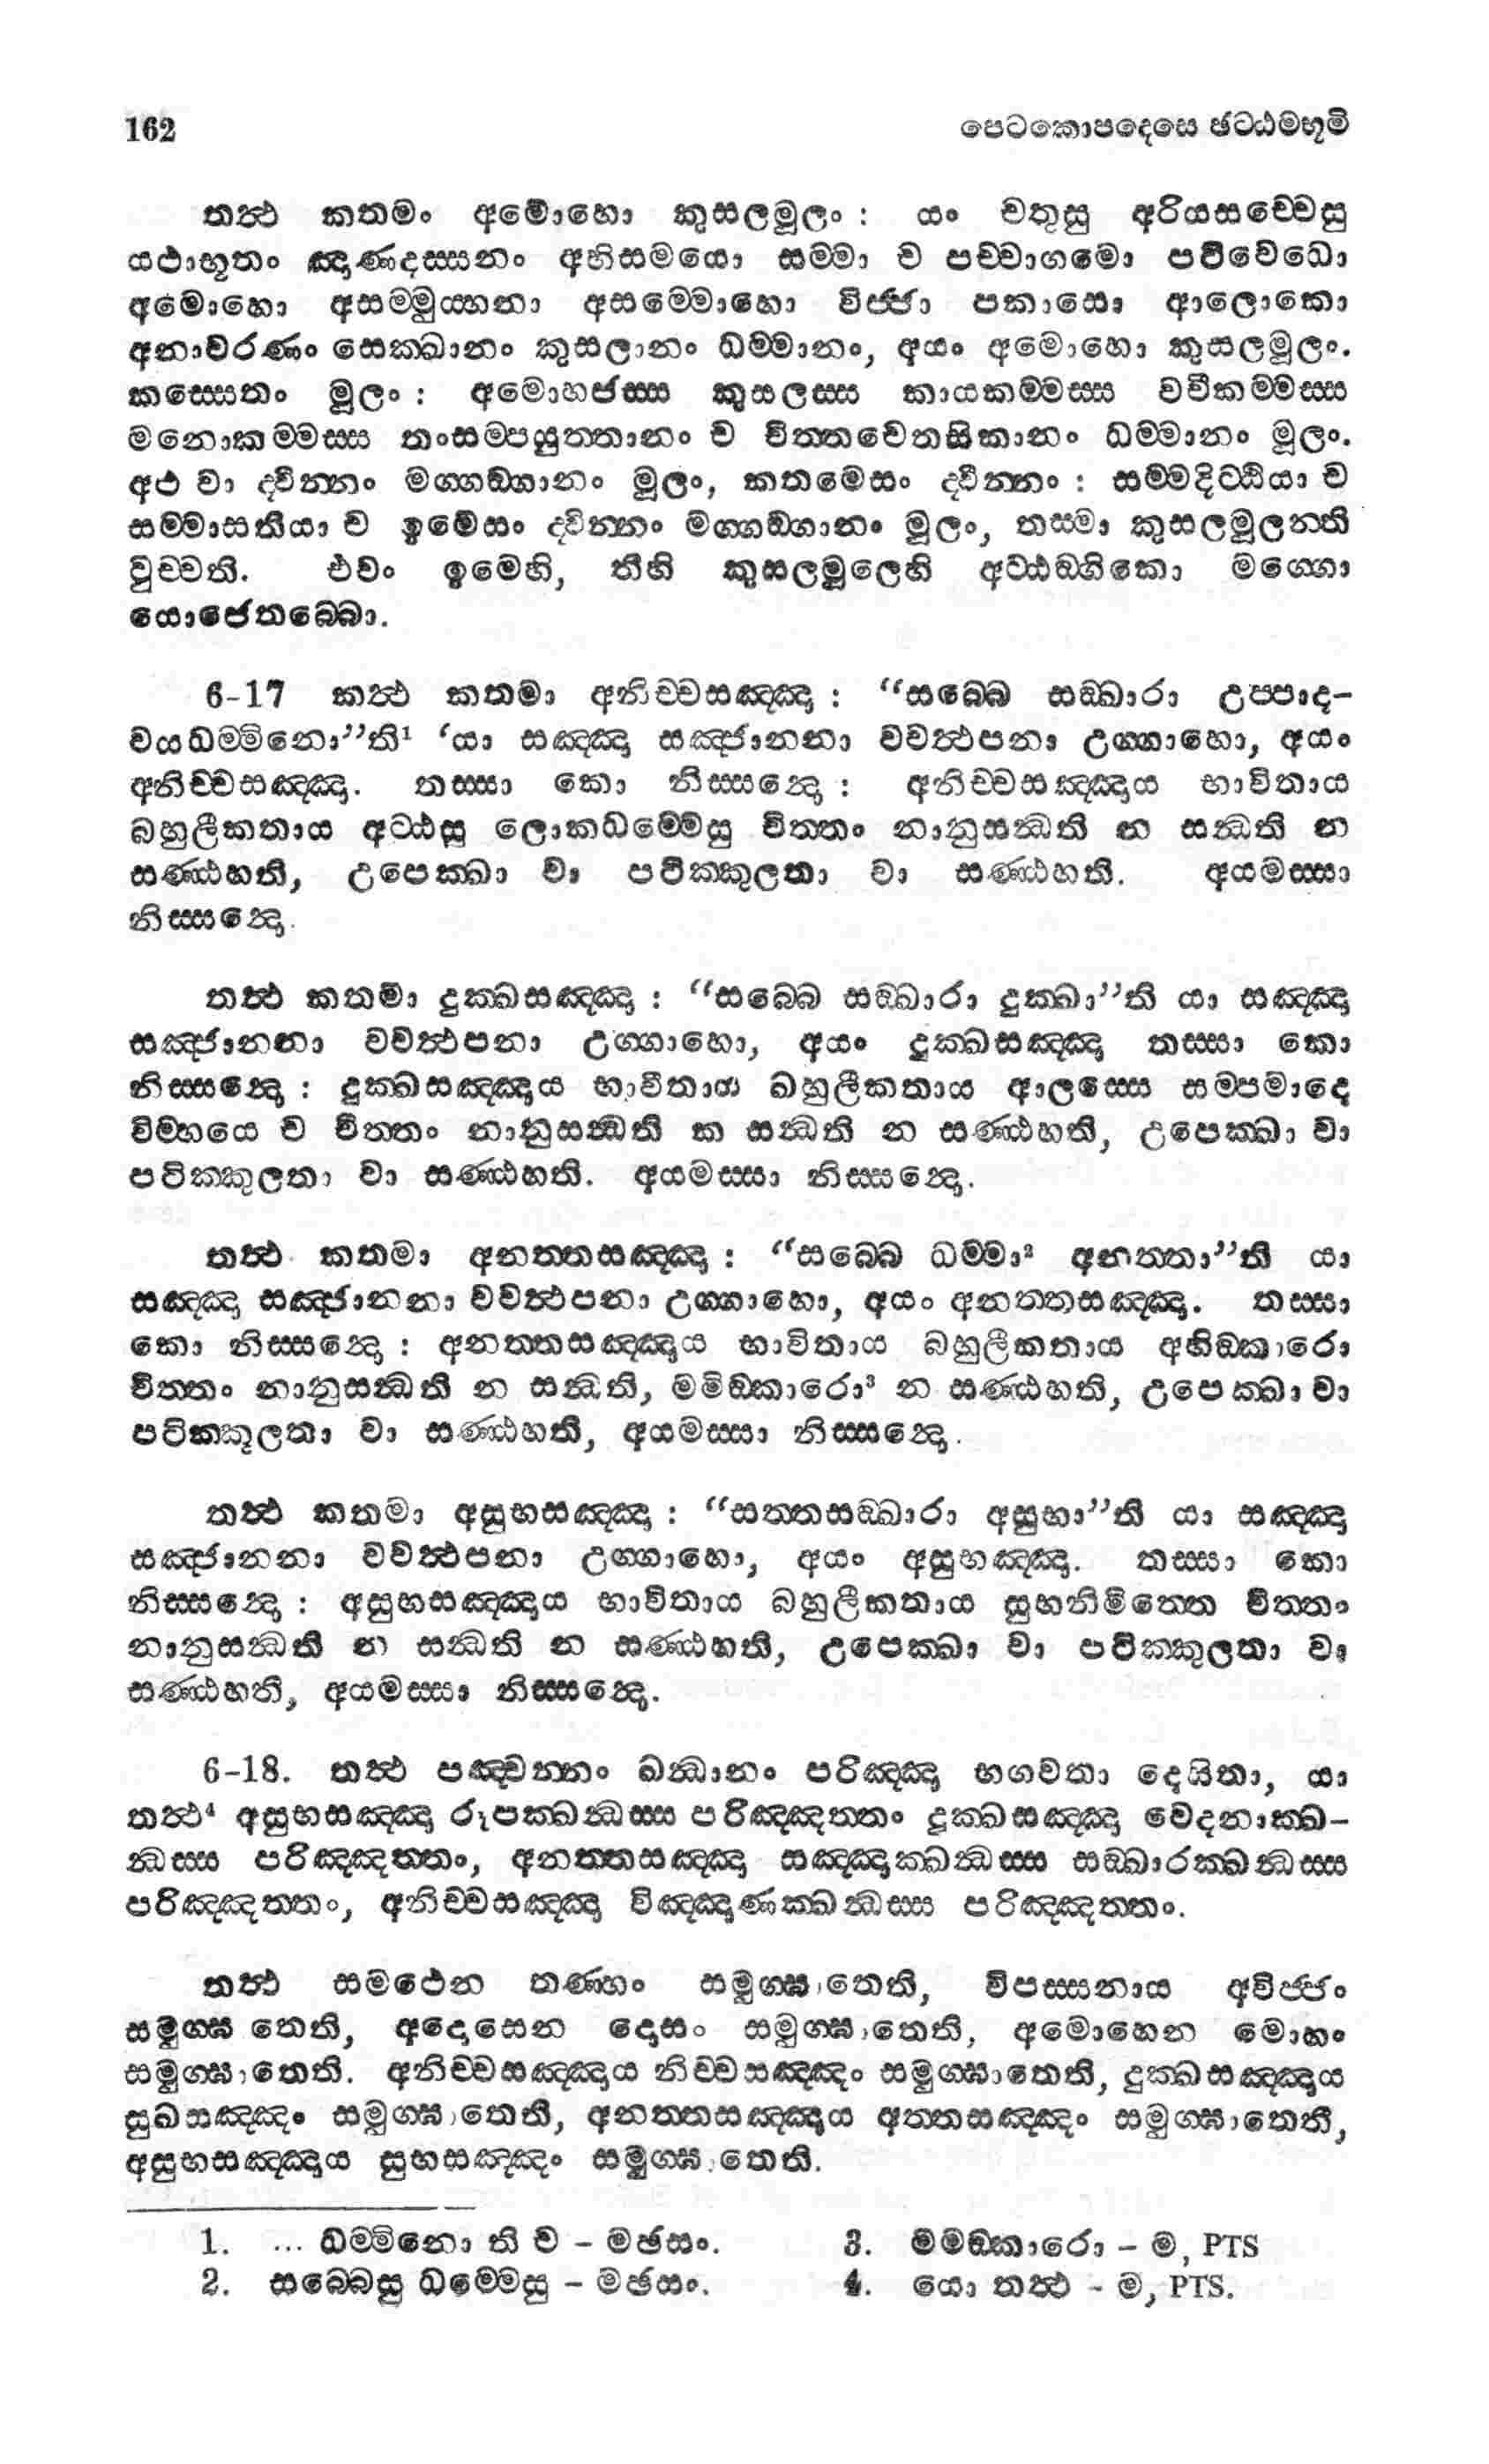 162 පෙටකොපදෙසෙ ඡට්ඨමභූමි
තත්ථ කතමං අමොහො කුසලමූලං : යං චතුසු අරියසච්චෙසු
යථාභූතං ඤාණදස්සනං අභිසමයො සම්මා ච පච්චාගමො පටිවෙධො
අමොහො අසම්මුය්හනා අසම්මොහො විජ්ජා පකාසො ආලොකො
අනාවරණං සෙක්ඛානං කුසලානං ධම්මානං, අයං අමොහො කුසලමූලං.
කස්සෙතං මූලං : අමොහජස්ස කුසලස්ස කායකම්මස්ස වචීකම්මස්ස
මනොකම්මස්ස තංසම්පයුත්තානං ච චිත්තචෙතසිකානං ධම්මානං මූලං.
අථ වා ද්වින්නං මග්ගඞ්ගානං මූලං, කතමෙසං ද්වින්නං : සම්මදිට්ඨියා ච
සම්මාසතියා ච ඉමෙසං ද්වින්නං මග්ගඞ්ගානං මූලං, තස්මා කුසලමූලන්ති
වුච්චති. එවං ඉමෙහි, තීහි කුසලමූලෙහි අට්ඨඞ්ගිකො මග්ගො
යොජෙතබ්බො.
6-17 කත්ථ කතමා අනිච්චසඤ්ඤා : “සබ්බෙ සඞ්ඛාරා උප්පාද-
වයධම්මිනො”ති¹ ‘යා සඤ්ඤා සඤ්ජානනා වවත්ථපනා උග්ගාහො, අයං
අනිච්චසඤ්ඤා. තස්සා කො නිස්සන්දො : අනිච්චසඤ්ඤාය භාවිතාය
බහුලීකතාය අට්ඨසු ලොකධම්මෙසු චිත්තං නානුසන්ධති න සන්ධති න
සණ්ඨහති, උපෙක්ඛා වා පටික්කුලතා වා සණ්ඨහති. අයමස්සා
නිස්සන්දො.
තත්ථ කතමා දුක්ඛසඤ්ඤා : “සබ්බෙ සඞ්ඛාරා දුක්ඛා”ති යා සඤ්ඤා
සඤ්ජානනා වවත්ථපනා උග්ගාහො, අයං දුක්ඛසඤ්ඤා තස්සා කො
නිස්සන්දො : දුක්ඛසඤ්ඤාය භාවිතාය බහුලීකතාය ආලස්සෙ සම්පමාදෙ
විම්හයෙ ච චිත්තං නානුසන්ධති න සන්ධති න සණ්ඨහති, උපෙක්ඛා වා
පටික්කුලතා වා සණ්ඨහති. අයමස්සා නිස්සන්දො.
තත්ථ කතමා අනත්තසඤ්ඤා : “සබ්බෙ ධම්මා² අනත්තා”ති යා
සඤ්ඤා සඤ්ජානනා වවත්ථපනා උග්ගාහො, අයං අනත්තසඤ්ඤා. තස්සා
කො නිස්සන්දො : අනත්තසඤ්ඤාය භාවිතාය බහුලීකතාය අහිඞ්කාරො
චිත්තං නානුසන්ධති න සන්ධති, මමිඞ්කාරො³ න සණ්ඨහති, උපෙක්ඛා වා
පටික්කූලතා වා සණ්ඨහති, අයමස්සා නිස්සන්දො.
තත්ථ කතමා අසුභසඤ්ඤා : “සත්තසඞ්ඛාරා අසුභා”ති යා සඤ්ඤා
සඤ්ජානනා වවත්ථපනා උග්ගාහො, අයං අසුභඤ්ඤා. තස්සා කො
නිස්සන්දො : අසුභසඤ්ඤාය භාවිතාය බහුලීකතාය සුභනිමිත්තෙ චිත්තං
නානුසන්ධති න සන්ධති න සණ්ඨහති, උපෙක්ඛා වා පටික්කුලතා වා
සණ්ඨහති, අයමස්සා නිස්සන්දො.
6-18. තත්ථ පඤ්චන්නං ඛන්ධානං පරිඤ්ඤා භගවතා දෙසිතා, යා
තත්ථ⁴ අසුභසඤ්ඤා රූපක්ඛන්ධස්ස පරිඤ්ඤත්තං දුක්ඛසඤ්ඤා වෙදනාක්ඛ-
න්ධස්ස පරිඤ්ඤත්තං, අනත්තසඤ්ඤා සඤ්ඤාක්ඛන්ධස්ස සඞ්ඛාරක්ඛන්ධස්ස
පරිඤ්ඤත්තං, අනිච්චසඤ්ඤා විඤ්ඤාණක්ඛන්ධස්ස පරිඤ්ඤත්තං.
තත්ථ සමථෙන තණ්හං සමුග්ඝාතෙති, විපස්සනාය අවිජ්ජං
සමුග්ඝාතෙති, අදොසෙන දොසං සමුග්ඝාතෙති, අමොහෙන මොහං
සමුග්ඝාතෙති. අනිච්චසඤ්ඤාය නිච්චසඤ්ඤං සමුග්ඝාතෙති, දුක්ඛසඤ්ඤාය
සුඛසඤ්ඤං සමුග්ඝාතෙති, අනත්තසඤ්ඤාය අත්තසඤ්ඤං සමුග්ඝාතෙති,
අසුභසඤ්ඤාය සුභසඤ්ඤං සමුග්ඝාතෙති.
1. ... ධම්මිනො ති ච – මඡසං. 3. මමඞ්කාරො – ම, PTS
2. සබ්බෙසු ධම්මෙසු – මඡසං. 4. යො තත්ථ – ම, PTS.